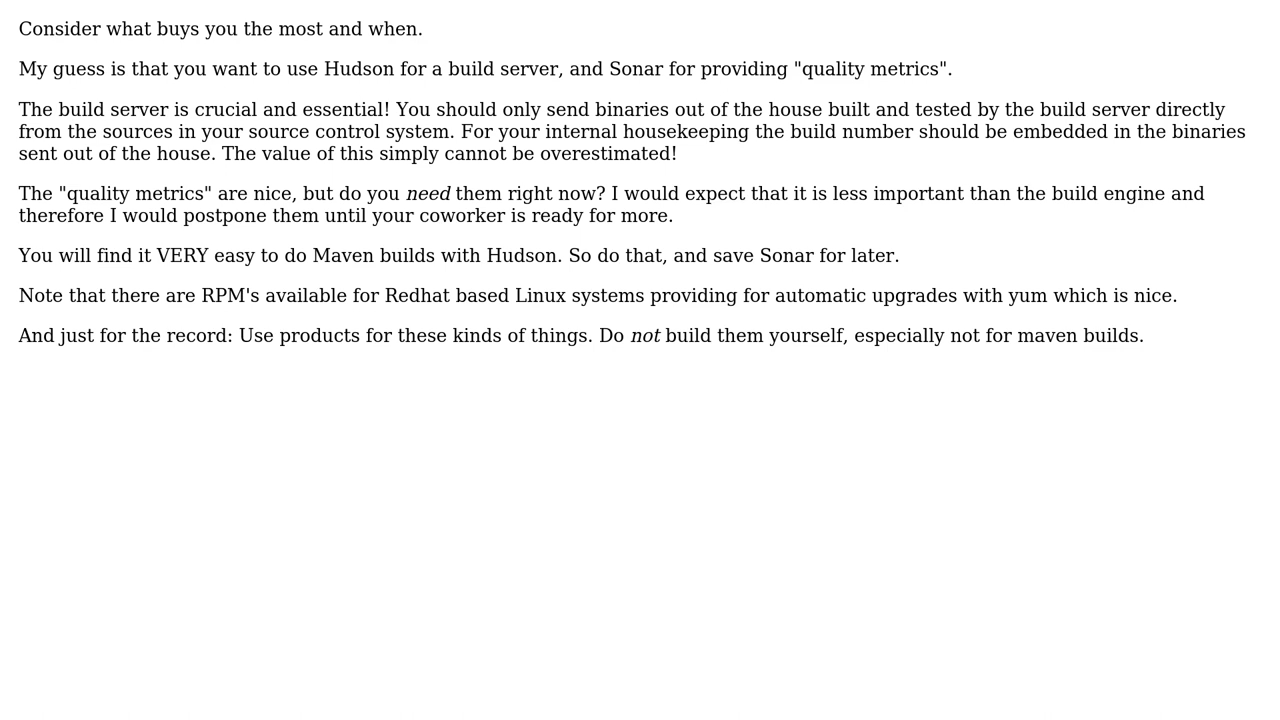 Consider what buys you the most and when.
My guess is that you want to use Hudson for a build server, and Sonar for providing "quality metrics".
The build server is crucial and essential! You should only send binaries out of the house built and tested by the build server directly
from the sources in your source control system. For your internal housekeeping the build number should be embedded in the binaries
sent out of the house. The value of this simply cannot be overestimated!
The "quality metrics" are nice, but do you need them right now? I would expect that it is less important than the build engine and
therefore I would postpone them until your coworker is ready for more.
You will find it VERY easy to do Maven builds with Hudson. So do that, and save Sonar for later.
Note that there are RPM's available for Redhat based Linux systems providing for automatic upgrades with yum which is nice.
And just for the record: Use products for these kinds of things. Do not build them yourself, especially not for maven builds.